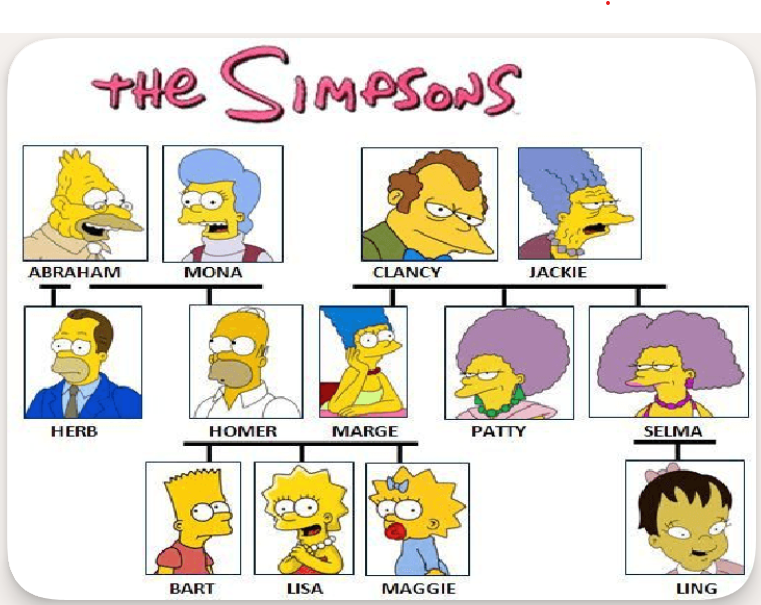 THE SIMPSONS
ABRAHAM MONA CLANCY JACKIE
HERB HOMER MARGE PATTY SELMA
BART LISA MAGGIE LING